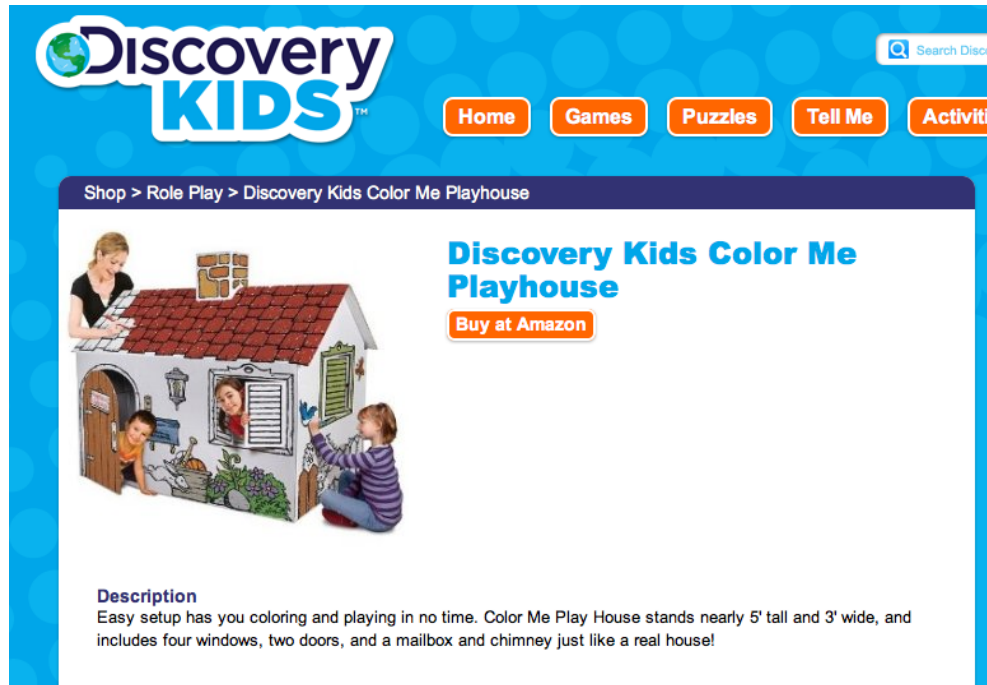 Discovery
KIDS™
Search Disc
Home Games Puzzles Tell Me Activiti
Shop > Role Play > Discovery Kids Color Me Playhouse
Discovery Kids Color Me
Playhouse
Buy at Amazon
Description
Easy setup has you coloring and playing in no time. Color Me Play House stands nearly 5' tall and 3' wide, and
includes four windows, two doors, and a mailbox and chimney just like a real house!